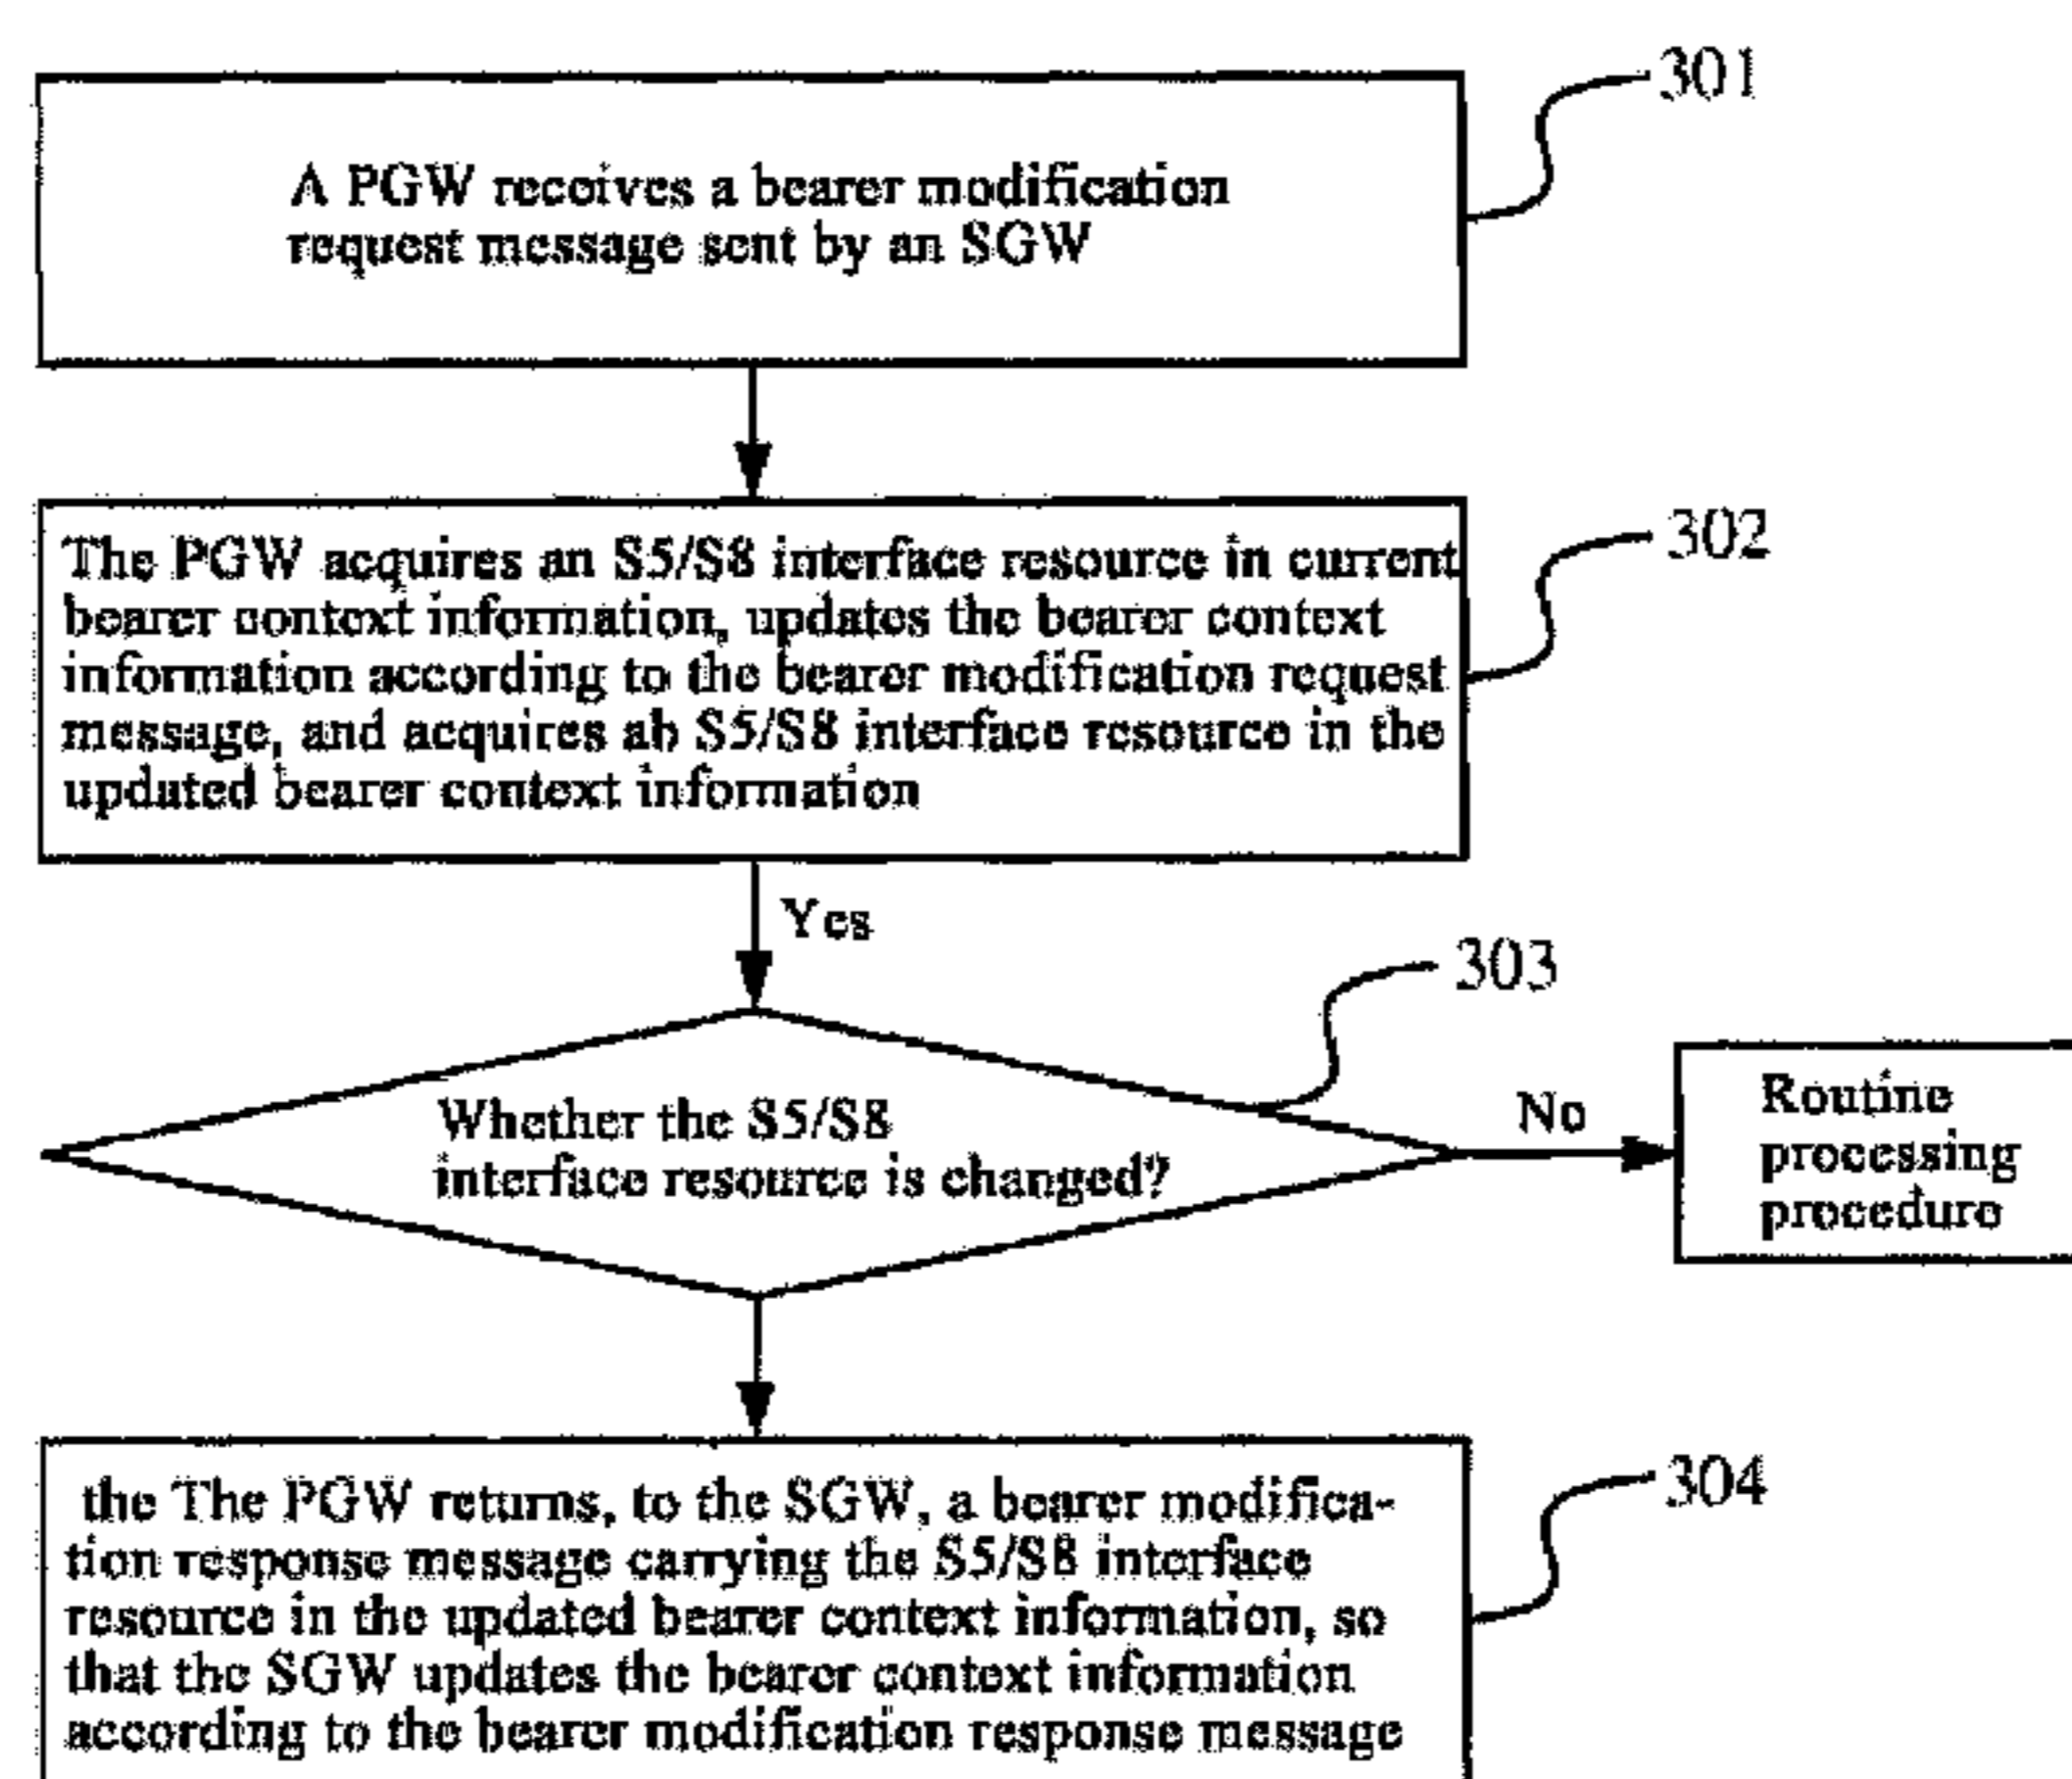 301
A PGW receives a bearer modification
request message sent by an SGW
302
The PGW acquires an S5/S8 interface resource in current
bearer context information, updates the bearer context
information according to the bearer modification request
message, and acquires ab S5/S8 interface resource in the
updated bearer context information
Yes
303
Whether the S5/S8
interface resource is changed?
No
Routine
processing
procedure
304
the The PGW returns, to the SGW, a bearer modifica-
tion response message carrying the S5/S8 interface
resource in the updated bearer context information, so
that the SGW updates the bearer context information
according to the bearer modification response message